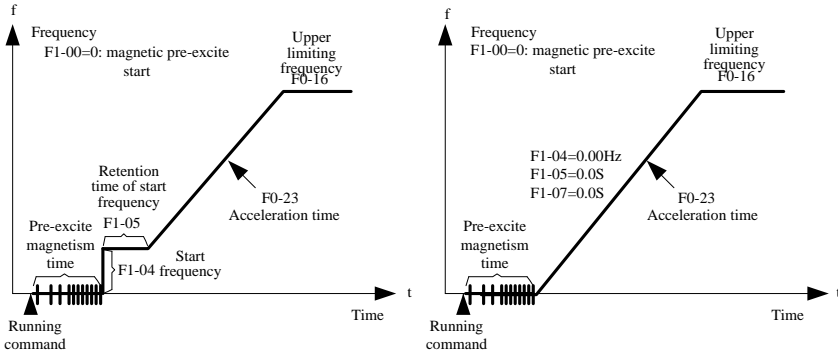 f
Frequency
F1-00=0: magnetic pre-excite
start
Upper
limiting
frequency
F0-16
Retention
time of start
frequency
F1-05
F0-23
Acceleration time
Pre-excite
magnetism
time
F1-04
Start
frequency
t
Time
Running
command
f
Frequency
F1-00=0: magnetic pre-excite
start
Upper
limiting
frequency
F0-16
F1-04=0.00Hz
F1-05=0.0S
F1-07=0.0S
F0-23
Acceleration time
Pre-excite
magnetism
time
t
Time
Running
command